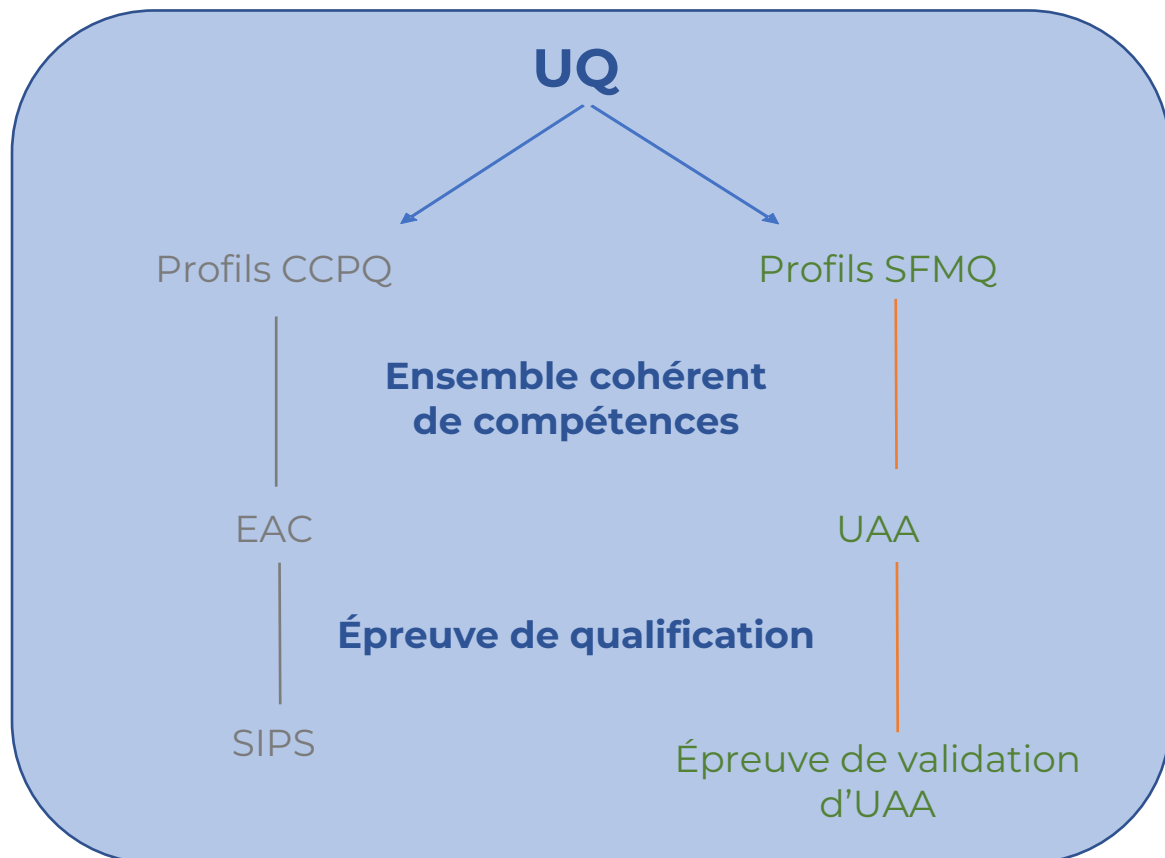 UQ
Profils CCPQ
Profils SFMQ
Ensemble cohérent
de compétences
EAC
UAA
Épreuve de qualification
SIPS
Épreuve de validation
d’UAA